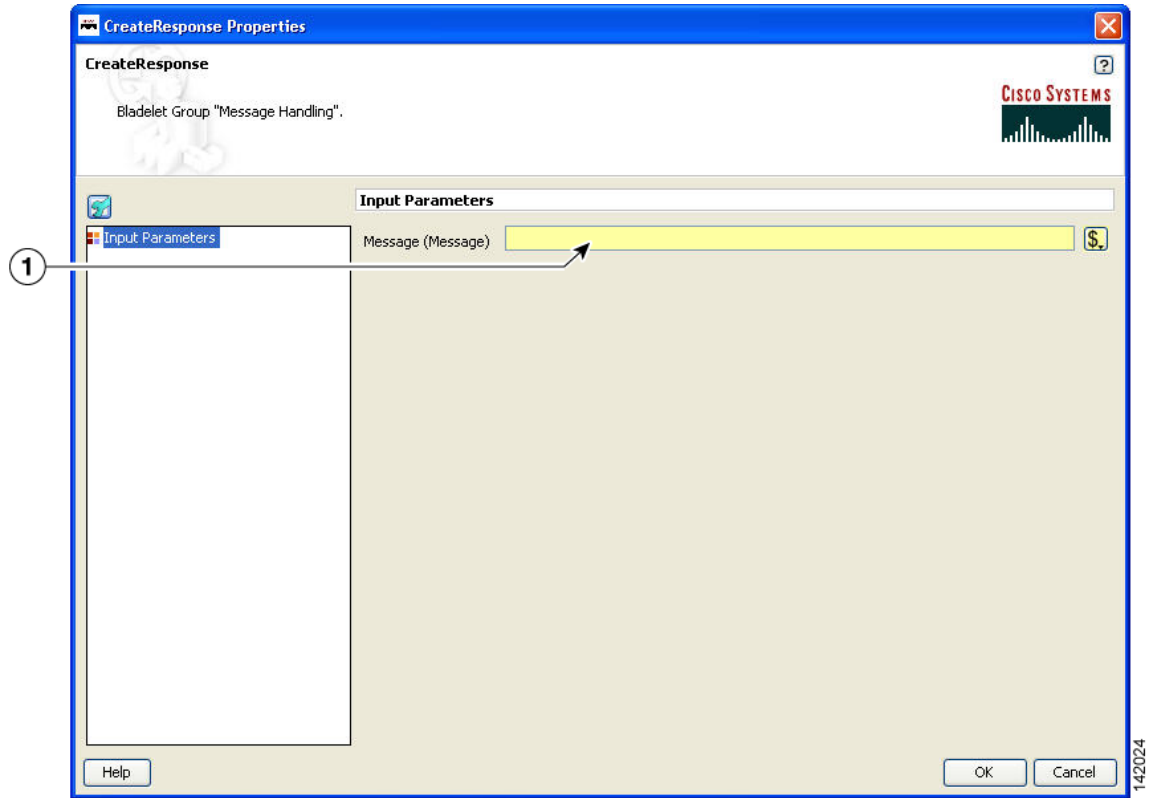 CreateResponse Properties
CreateResponse
?
Bladelet Group "Message Handling".
CISCO SYSTEMS
Input Parameters
Input Parameters
Message (Message)
$
1
Help
OK
Cancel
142024